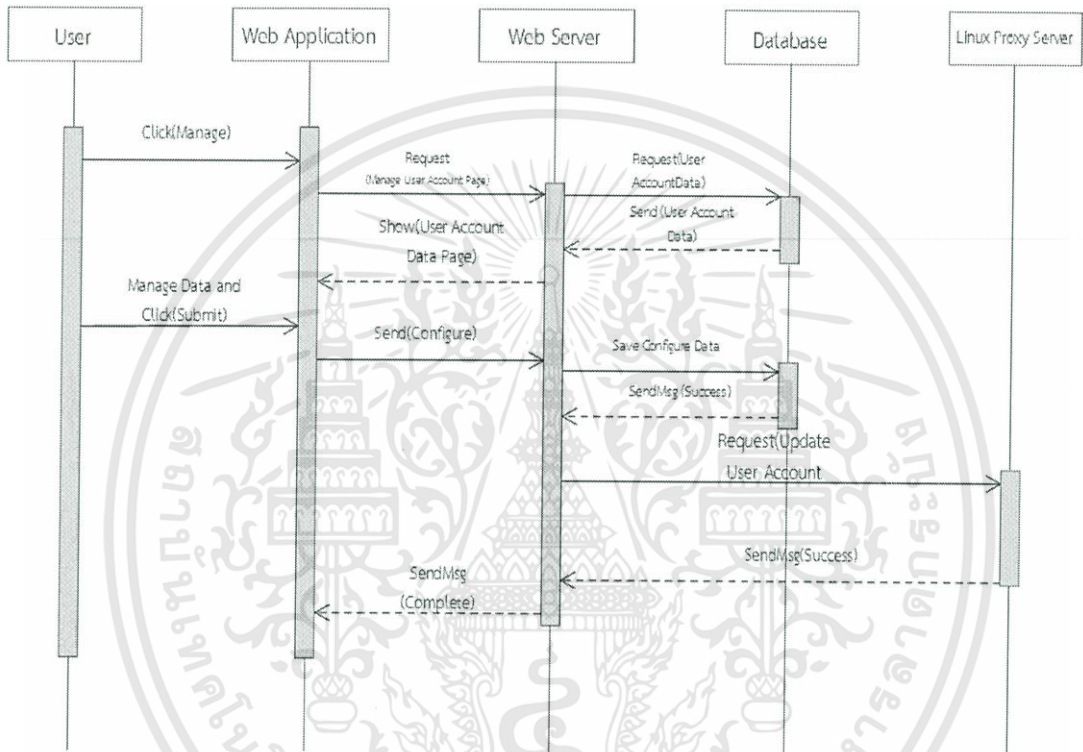 User
Web Application
Web Server
Database
Linux Proxy Server
Click(Manage)
Request
(Manage User Account Page)
Request(User
AccountData)
Send (User Account
Data)
Show(User Account
Data Page)
Manage Data and
Click(Submit)
Send(Configure)
Save Configure Data
SendMsg (Success)
Request(Update
User Account
SendMsg(Success)
SendMsg
(Complete)